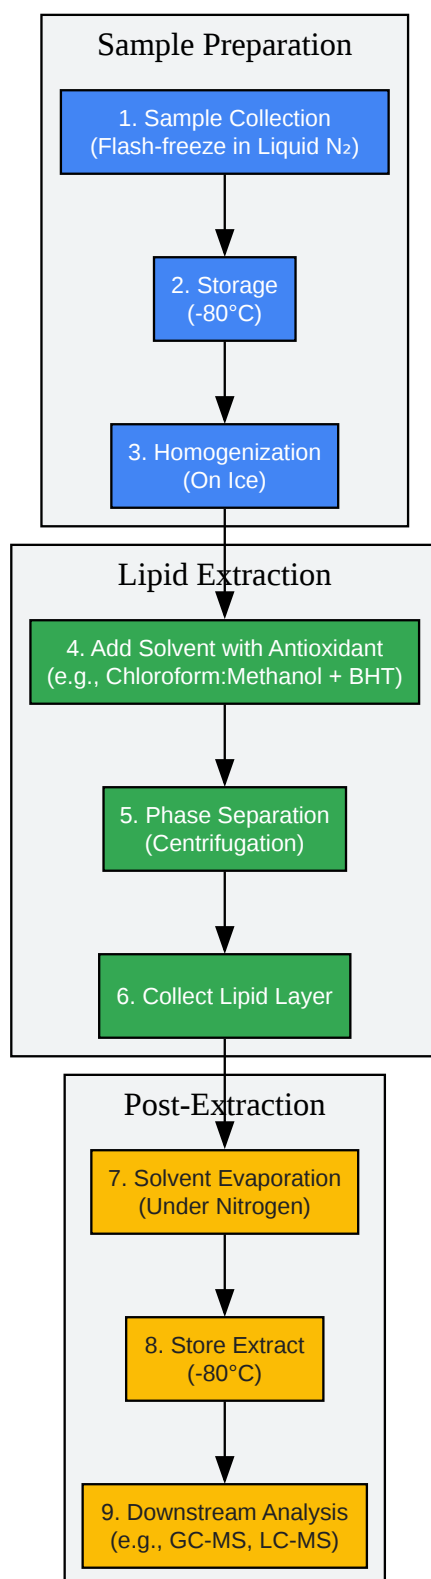 Sample Preparation
1. Sample Collection
(Flash-freeze in Liquid N₂)
2. Storage
(-80°C)
3. Homogenization
(On Ice)
Lipid Extraction
4. Add Solvent with Antioxidant
(e.g., Chloroform:Methanol + BHT)
5. Phase Separation
(Centrifugation)
6. Collect Lipid Layer
Post-Extraction
7. Solvent Evaporation
(Under Nitrogen)
8. Store Extract
(-80°C)
9. Downstream Analysis
(e.g., GC-MS, LC-MS)